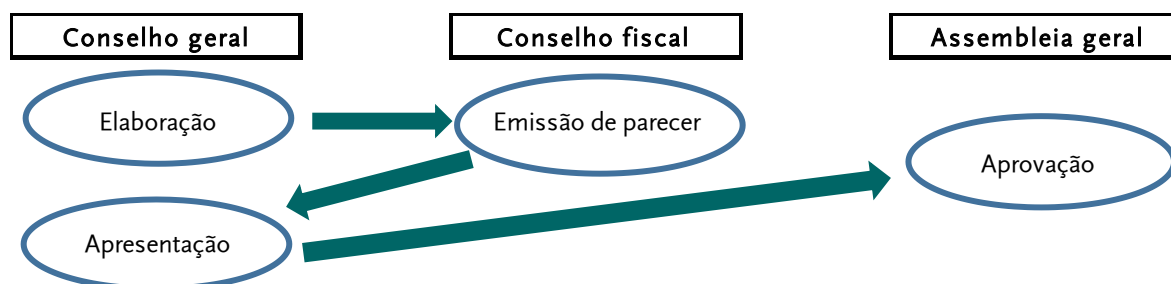 Conselho geral
Conselho fiscal
Assembleia geral
Elaboração
Emissão de parecer
Aprovação
Apresentação